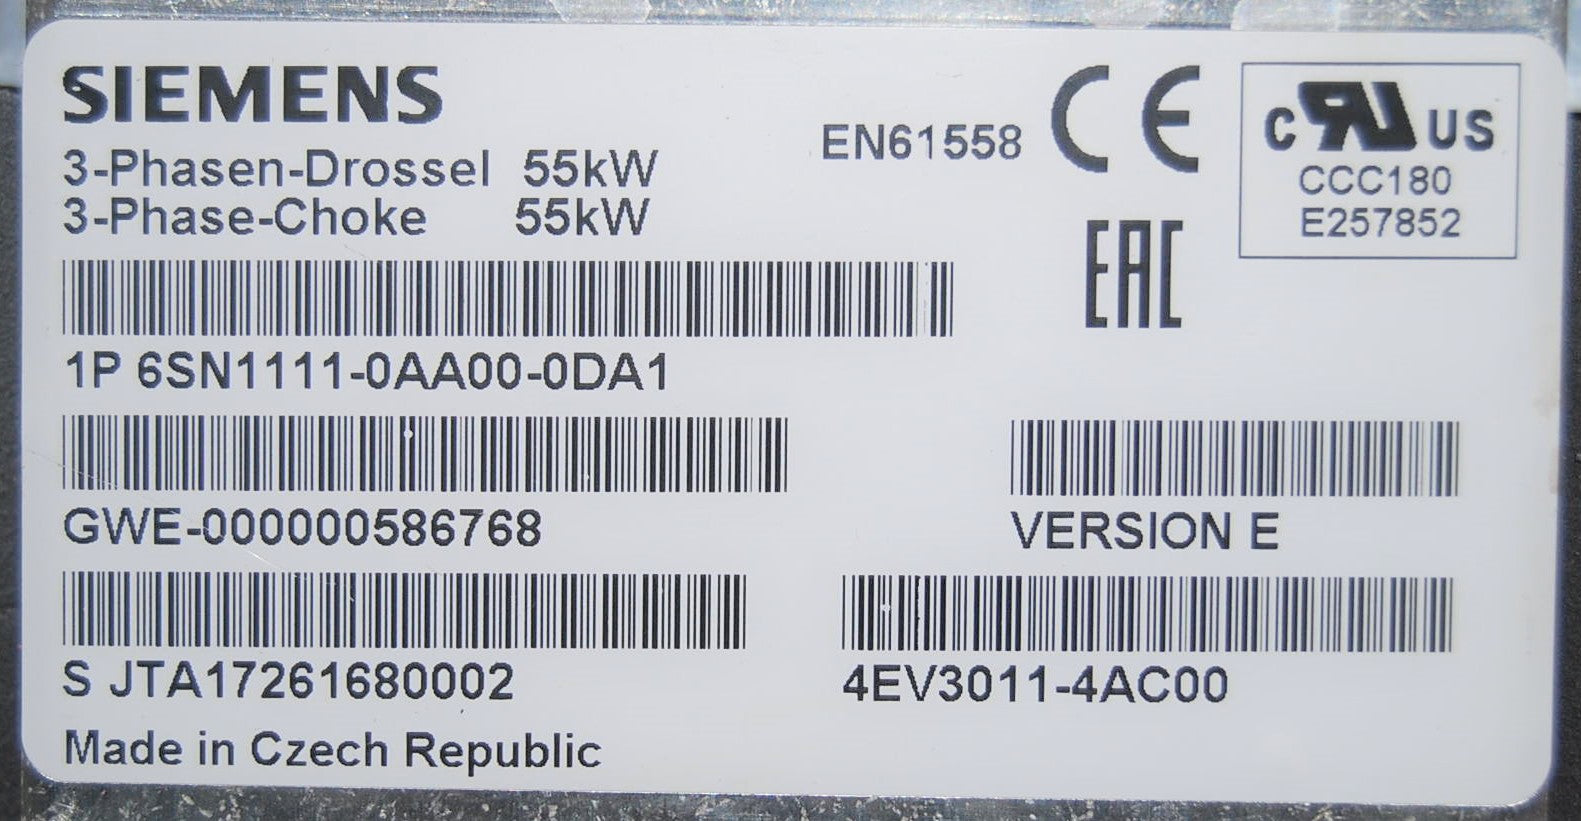 SIEMENS
3-Phasen-Drossel 55kW
3-Phase-Choke 55kW
EN61558
CE
EAC
C RU US
CCC180
E257852
1P 6SN1111-0AA00-0DA1
GWE-000000586768
VERSION E
S JTA17261680002
4EV3011-4AC00
Made in Czech Republic